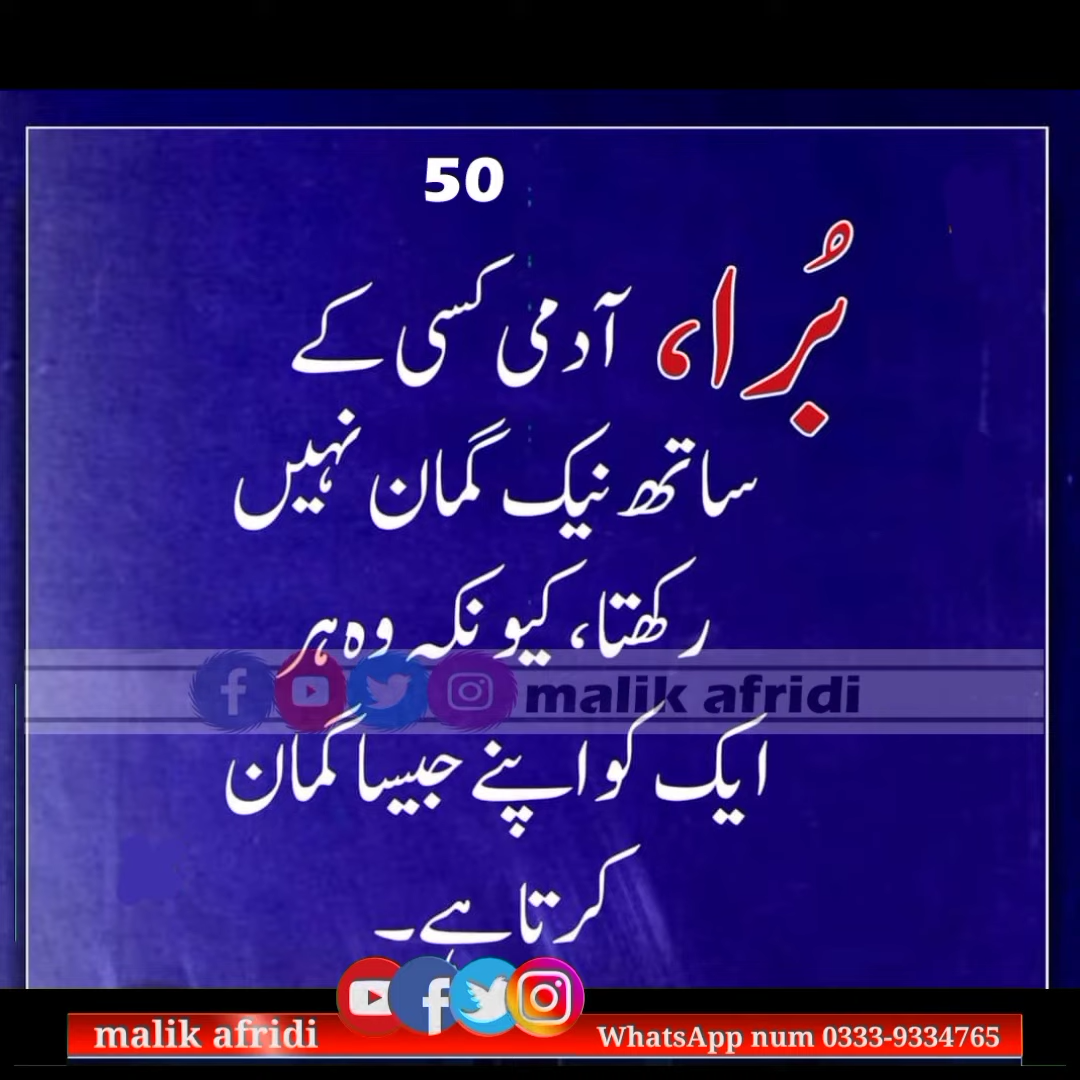 50
بُرا، آدمی کسی کے
ساتھ نیک گمان نہیں
رکھتا، کیونکہ وہ ہر
malik afridi
ایک کو اپنے جیسا گمان
کرتا ہے۔
malik afridi
WhatsApp num 0333-9334765